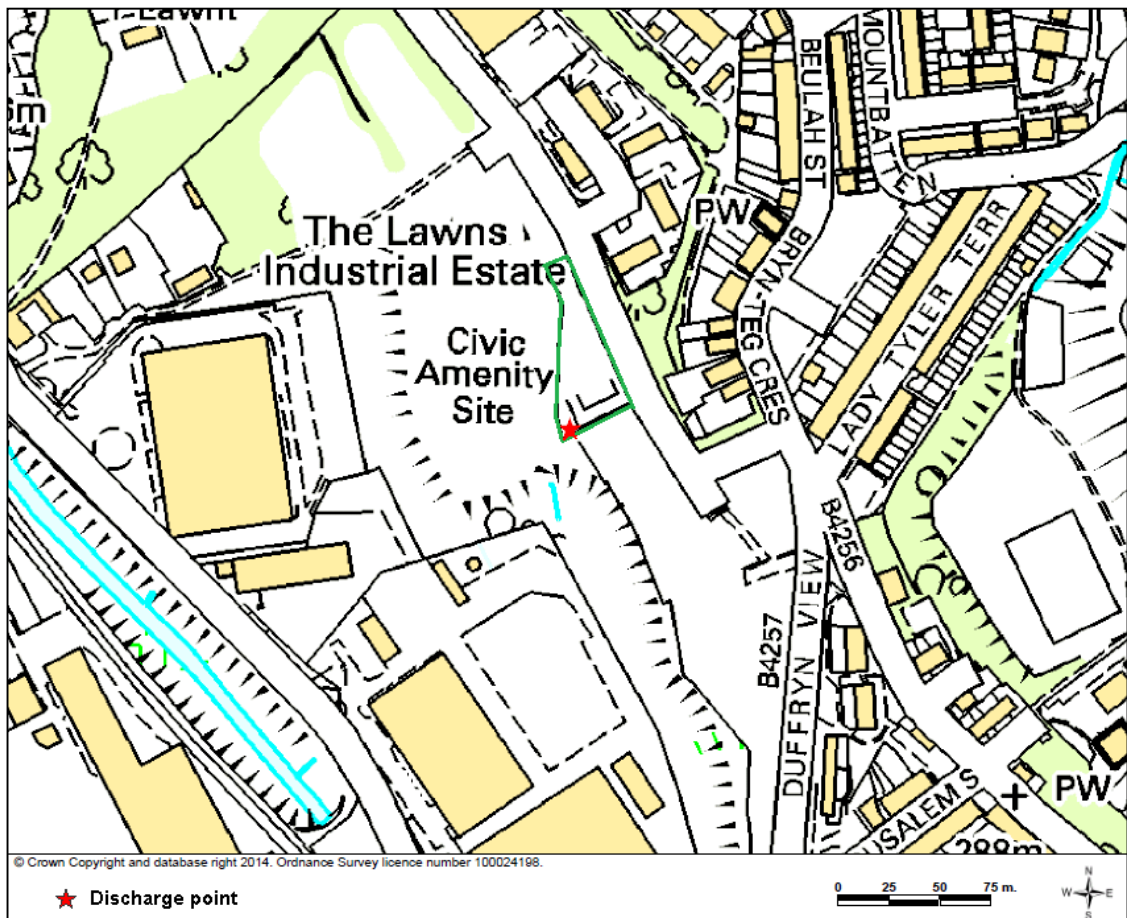 The Lawns
Industrial Estate
Civic
Amenity
Site
PW
BEULAH ST
MOUNTBATTEN
BRYN-TEG CRES
LADY TYLER TERR
B4256
B4257
DUFFRYN VIEW
PW
© Crown Copyright and database right 2014. Ordnance Survey licence number 100024198.
Discharge point
0 25 50 75 m.
N
W E
S